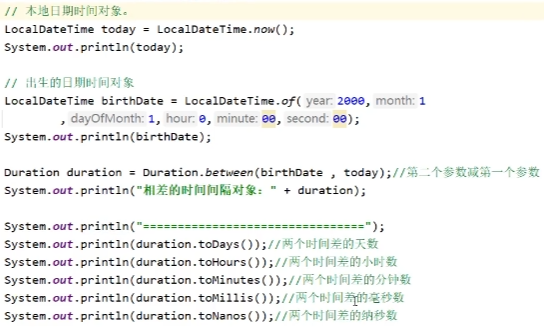 // 本地日期时间对象。
LocalDateTime today = LocalDateTime.now();
System.out.println(today);
// 出生的日期时间对象
LocalDateTime birthDate = LocalDateTime.of( year: 2000, month: 1
, dayOfMonth: 1, hour: 0, minute: 00, second: 00);
System.out.println(birthDate);
Duration duration = Duration.between(birthDate , today);//第二个参数减第一个参数
System.out.println("相差的时间间隔对象：" + duration);
System.out.println("===============================");
System.out.println(duration.toDays());//两个时间差的天数
System.out.println(duration.toHours());//两个时间差的小时数
System.out.println(duration.toMinutes());//两个时间差的分钟数
System.out.println(duration.toMillis());//两个时间差的毫秒数
System.out.println(duration.toNanos());//两个时间差的纳秒数